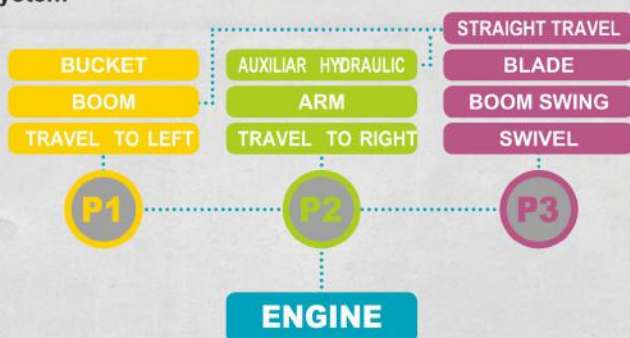 STRAIGHT TRAVEL
BUCKET
AUXILIAR HYDRAULIC
BLADE
BOOM
ARM
BOOM SWING
TRAVEL TO LEFT
TRAVEL TO RIGHT
SWIVEL
P1
P2
P3
ENGINE